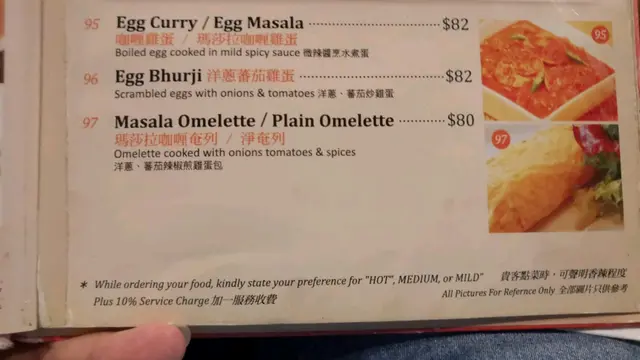 95 Egg Curry / Egg Masala $82
咖喱雞蛋 / 瑪莎拉咖喱雞蛋
Boiled egg cooked in mild spicy sauce 微辣醬烹水煮蛋
95
96 Egg Bhurji 洋蔥蕃茄雞蛋 $82
Scrambled eggs with onions & tomatoes 洋蔥、蕃茄炒雞蛋
97 Masala Omelette / Plain Omelette $80
瑪莎拉咖喱奄列 / 淨奄列
Omelette cooked with onions tomatoes & spices
洋蔥、蕃茄辣椒煎雞蛋包
97
* While ordering your food, kindly state your preference for "HOT", MEDIUM, or MILD" 貴客點菜時，可聲明香辣程度
Plus 10% Service Charge 加一服務收費
All Pictures For Refernce Only 全部圖片只供參考